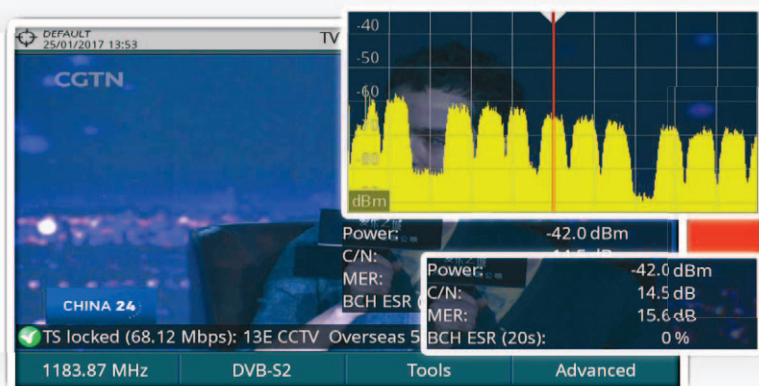 DEFAULT
25/01/2017 13:53
TV
CGTN
-40
-50
-60
-70
-80
dBm
Power: -42.0 dBm
C/N:
MER:
BCH ESR (
Power: -42.0 dBm
C/N: 14.5 dB
MER: 15.6 dB
BCH ESR (20s): 0 %
CHINA 24
TS locked (68.12 Mbps): 13E CCTV Overseas 5
1183.87 MHz
DVB-S2
Tools
Advanced